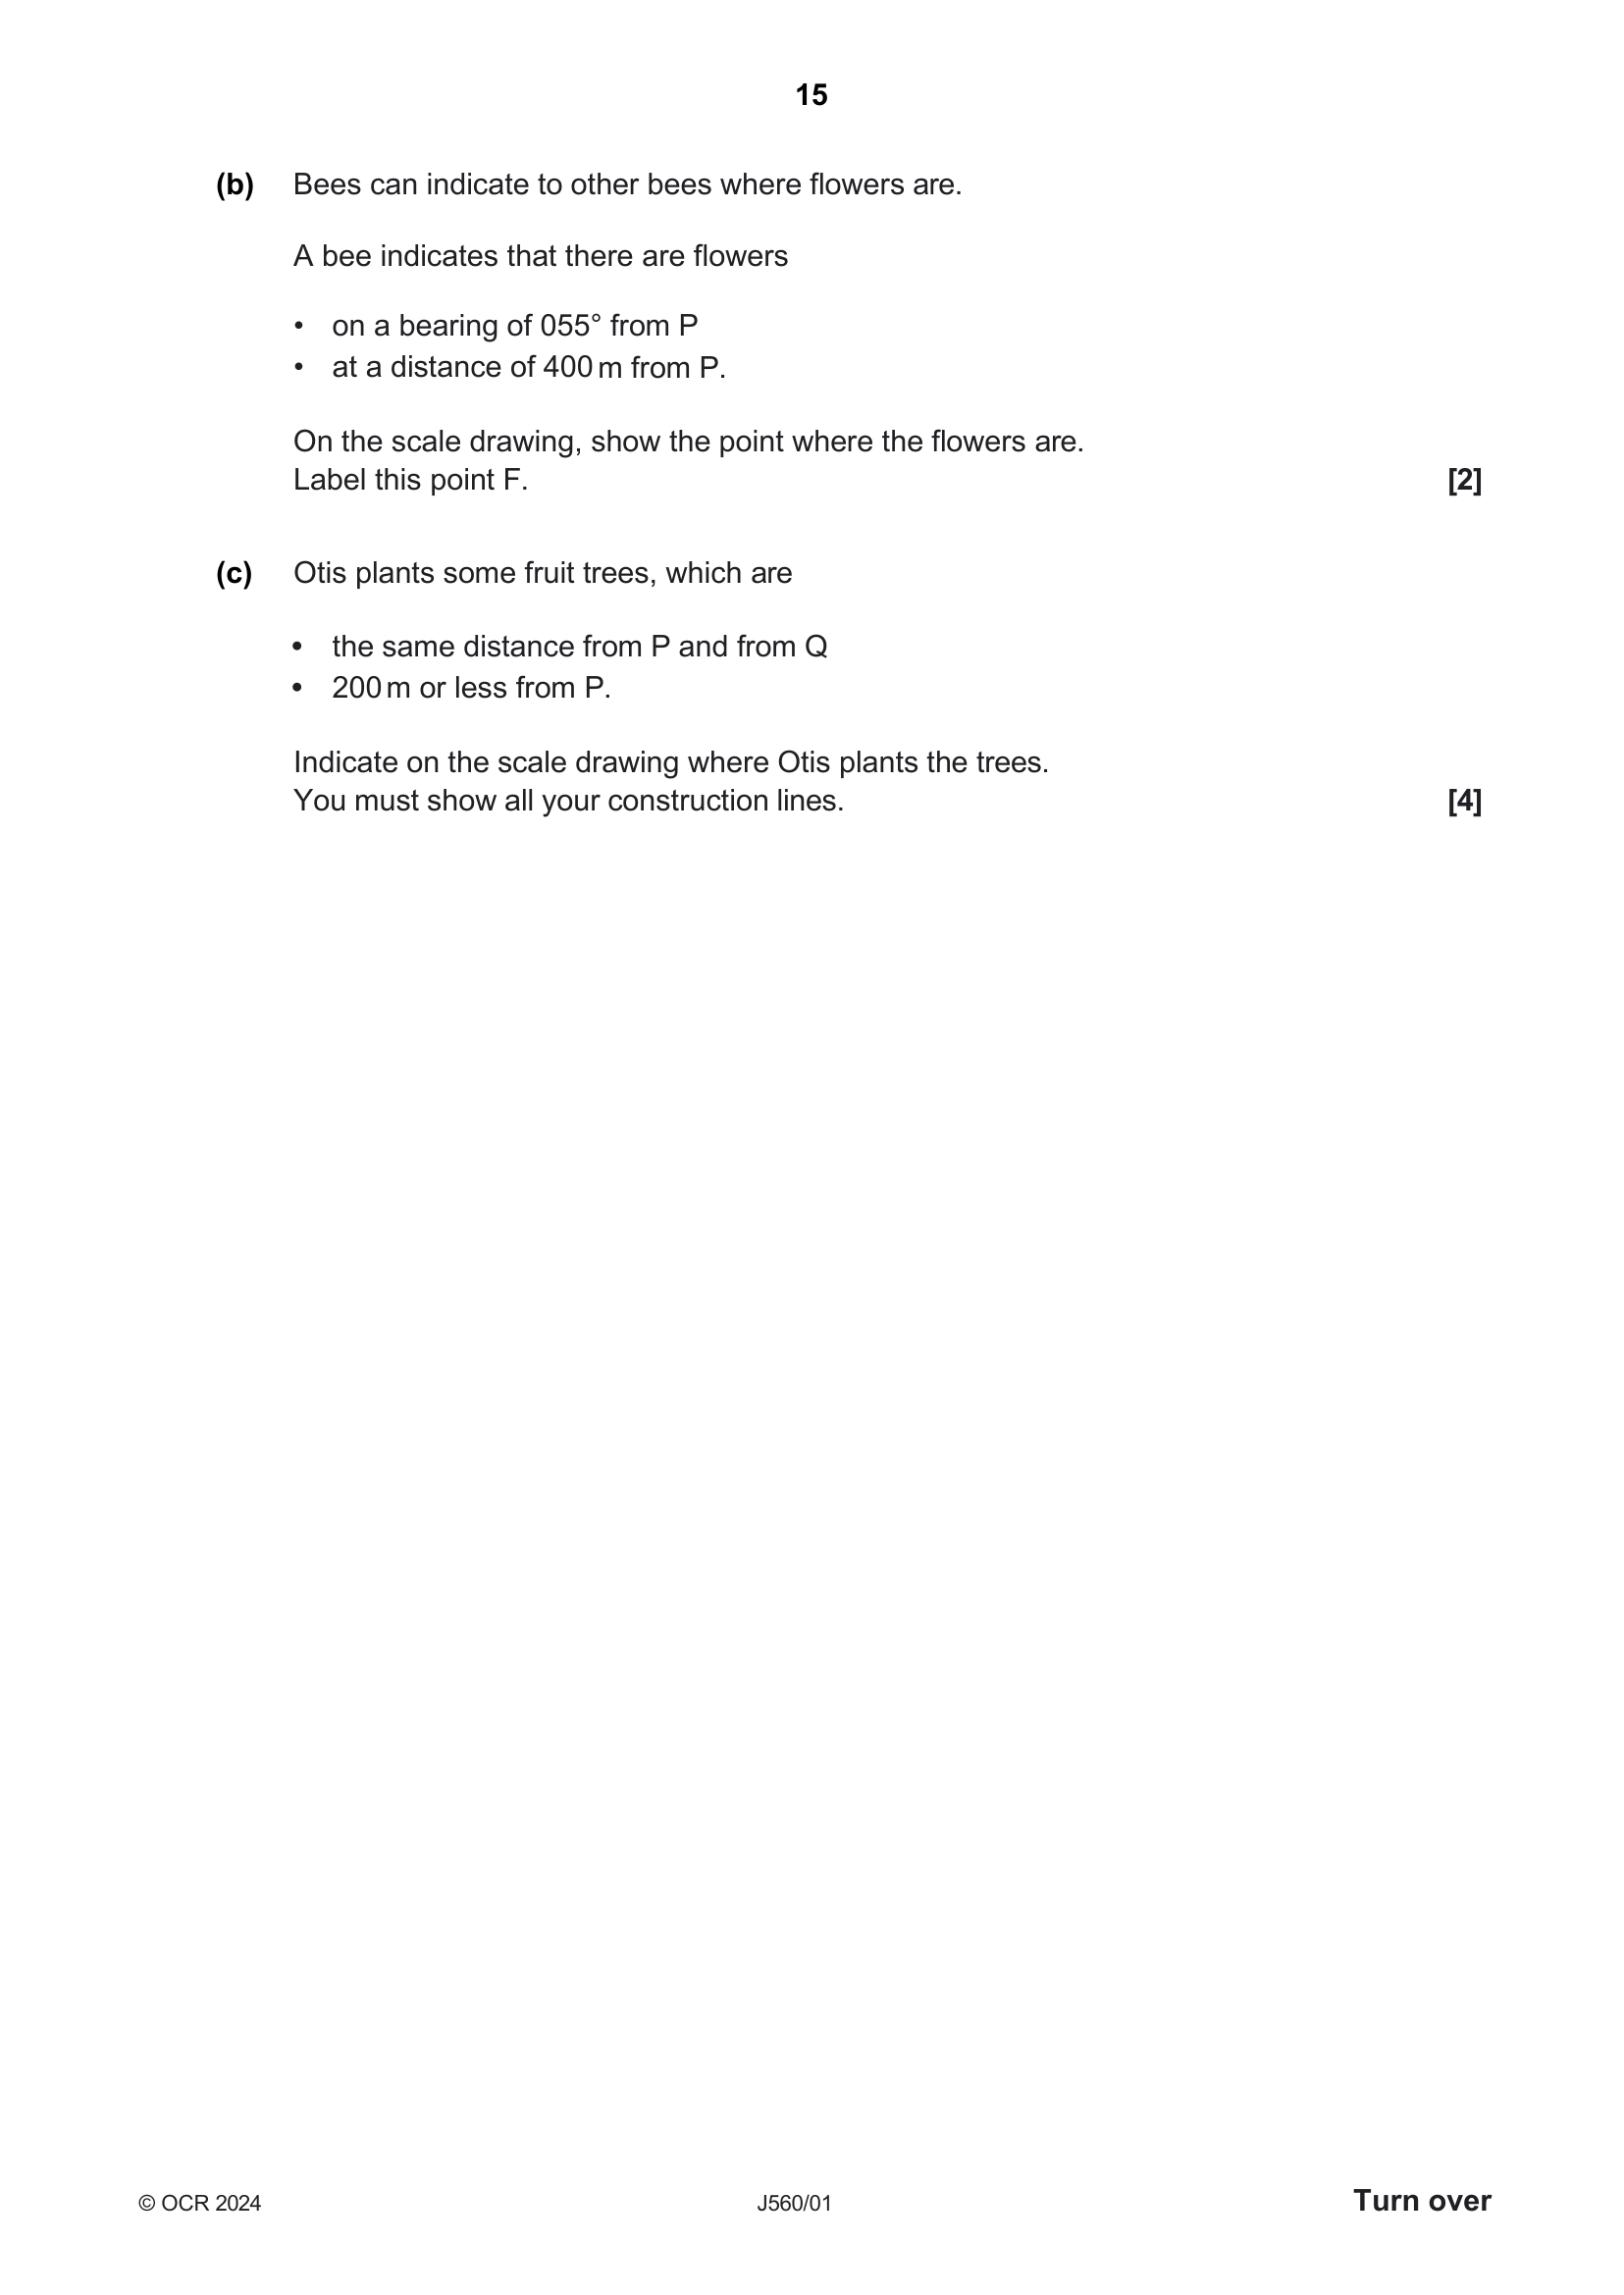 15
(b) Bees can indicate to other bees where flowers are.
A bee indicates that there are flowers
• on a bearing of 055° from P
• at a distance of 400 m from P.
On the scale drawing, show the point where the flowers are.
Label this point F. [2]
(c) Otis plants some fruit trees, which are
• the same distance from P and from Q
• 200 m or less from P.
Indicate on the scale drawing where Otis plants the trees.
You must show all your construction lines. [4]
© OCR 2024 J560/01 Turn over